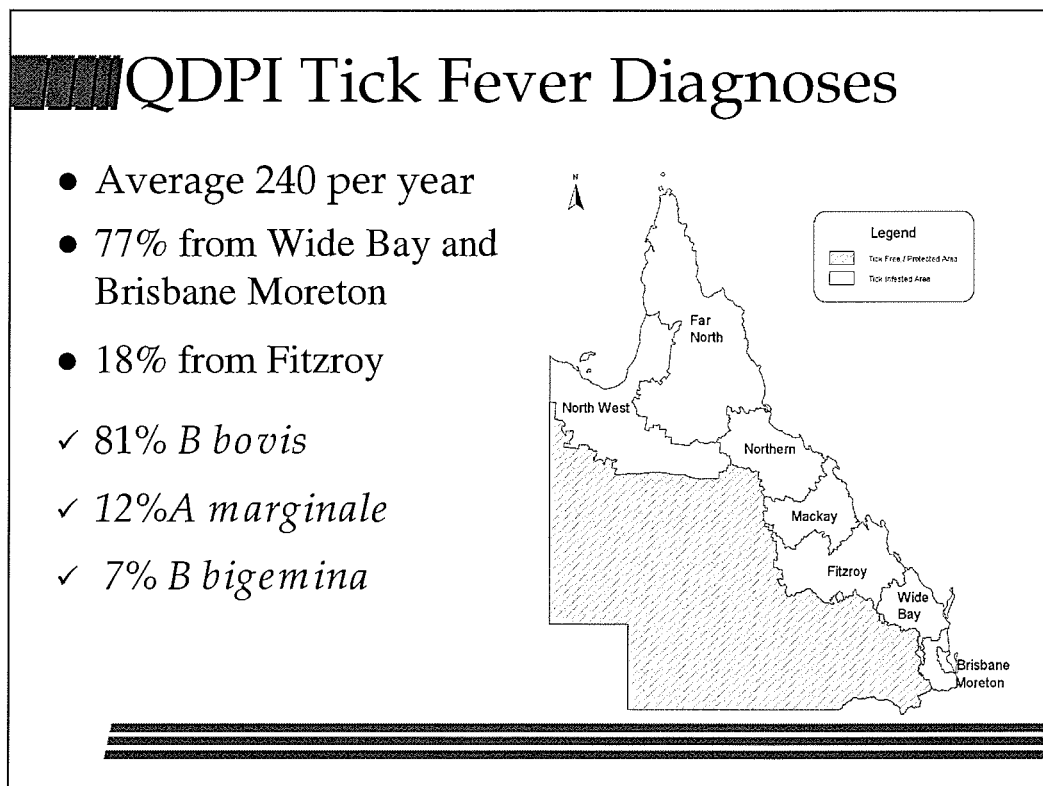 QDPI Tick Fever Diagnoses
● Average 240 per year
● 77% from Wide Bay and
Brisbane Moreton
● 18% from Fitzroy
✓ 81% B bovis
✓ 12%A marginale
✓ 7% B bigemina
N
Legend
Tick Free / Protected Area
Tick Infested Area
Far
North
North West
Northern
Mackay
Fitzroy
Wide
Bay
Brisbane
Moreton